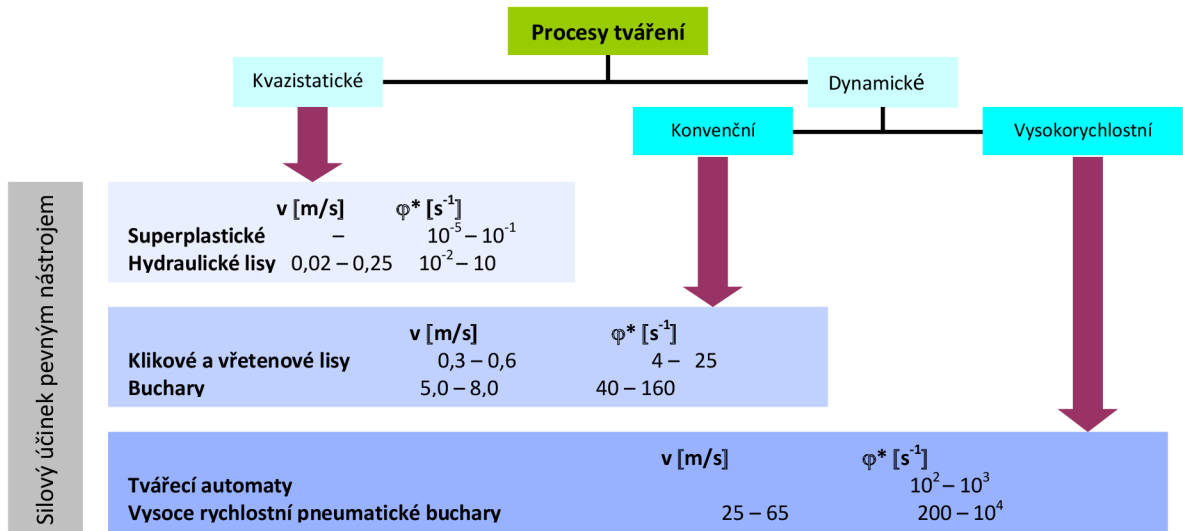 Procesy tváření
Kvazistatické
Dynamické
Konvenční
Vysokorychlostní
Silový účinek pevným nástrojem
v [m/s] φ* [s⁻¹]
Superplastické – 10⁻⁵ – 10⁻¹
Hydraulické lisy 0,02 – 0,25 10⁻² – 10
v [m/s] φ* [s⁻¹]
Klikové a vřetenové lisy 0,3 – 0,6 4 – 25
Buchary 5,0 – 8,0 40 – 160
v [m/s] φ* [s⁻¹]
Tvářecí automaty 10² – 10³
Vysoce rychlostní pneumatické buchary 25 – 65 200 – 10⁴